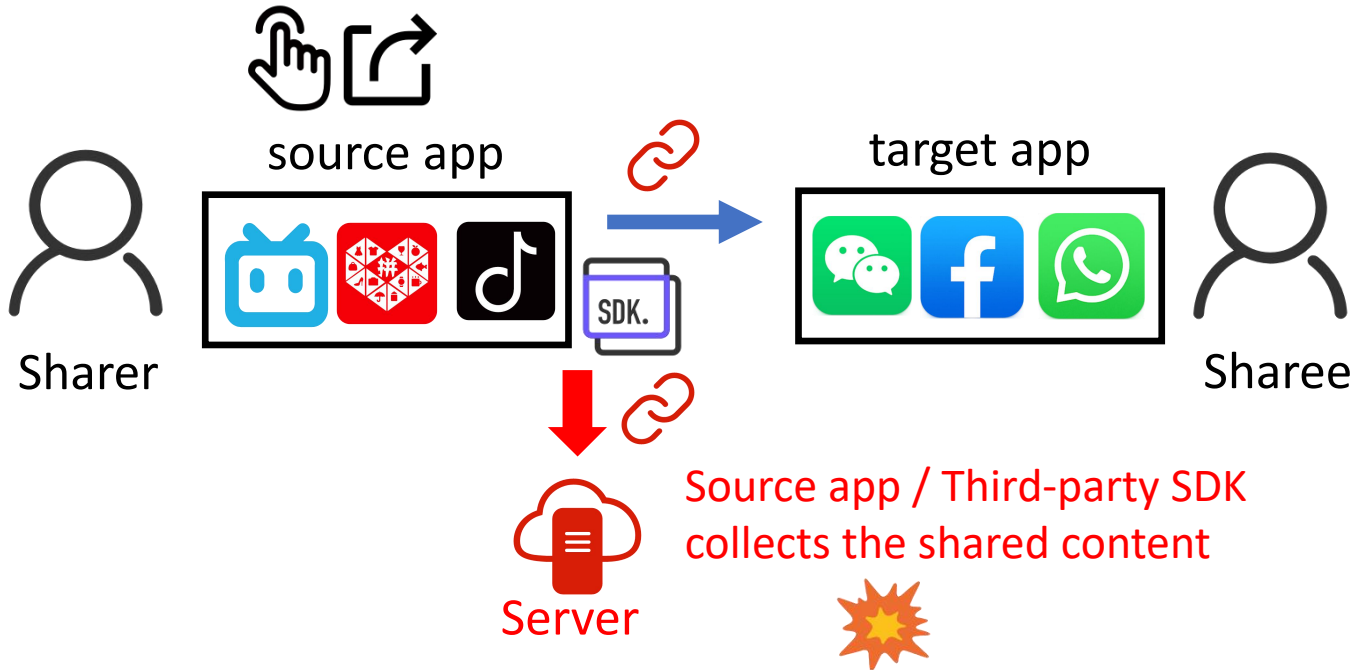 source app
target app
SDK.
Sharer
Sharee
Source app / Third-party SDK
collects the shared content
Server